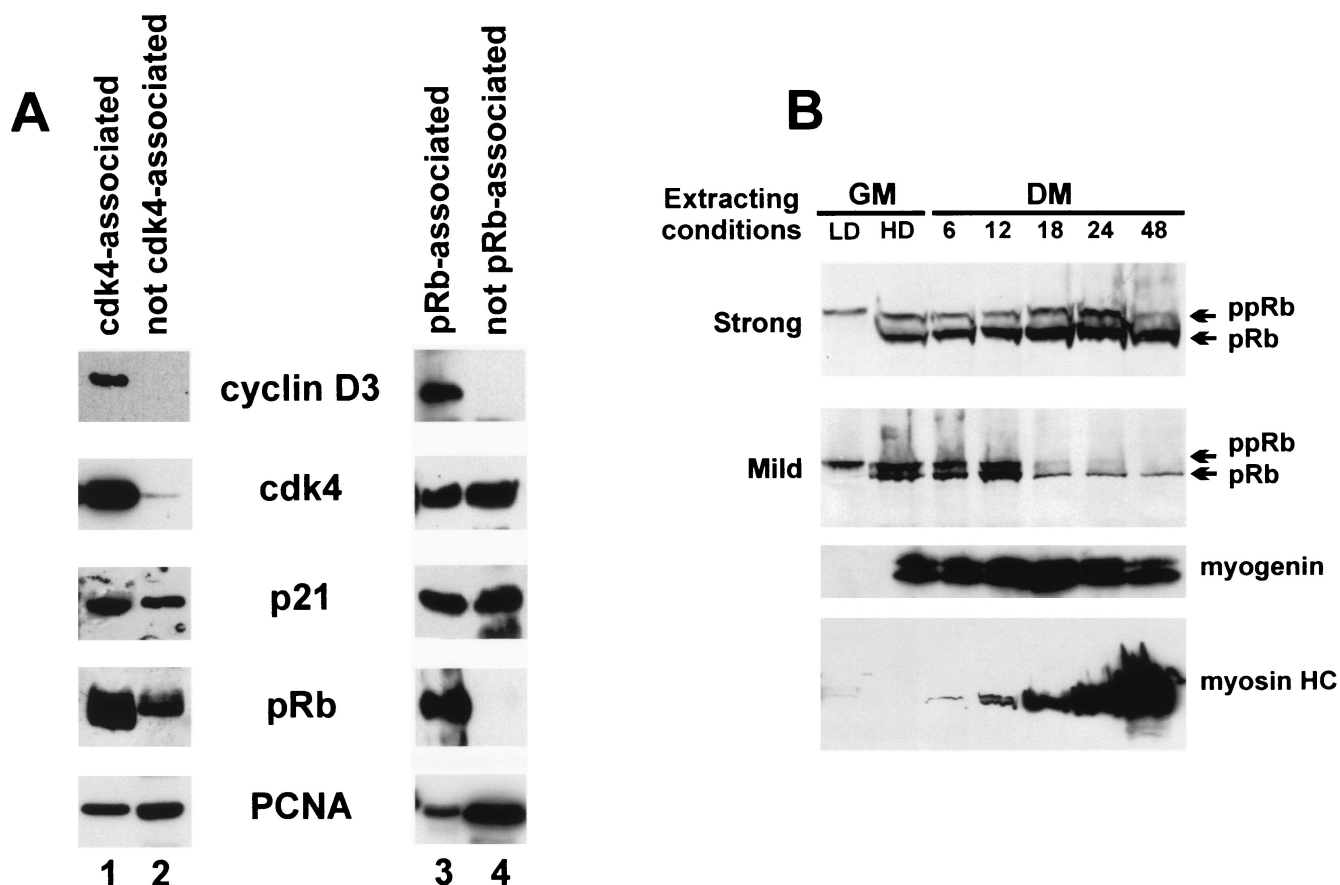 A
cdk4-associated
not cdk4-associated
pRb-associated
not pRb-associated
cyclin D3
cdk4
p21
pRb
PCNA
1 2 3 4
B
Extracting conditions
GM DM
LD HD 6 12 18 24 48
Strong
ppRb
pRb
Mild
ppRb
pRb
myogenin
myosin HC